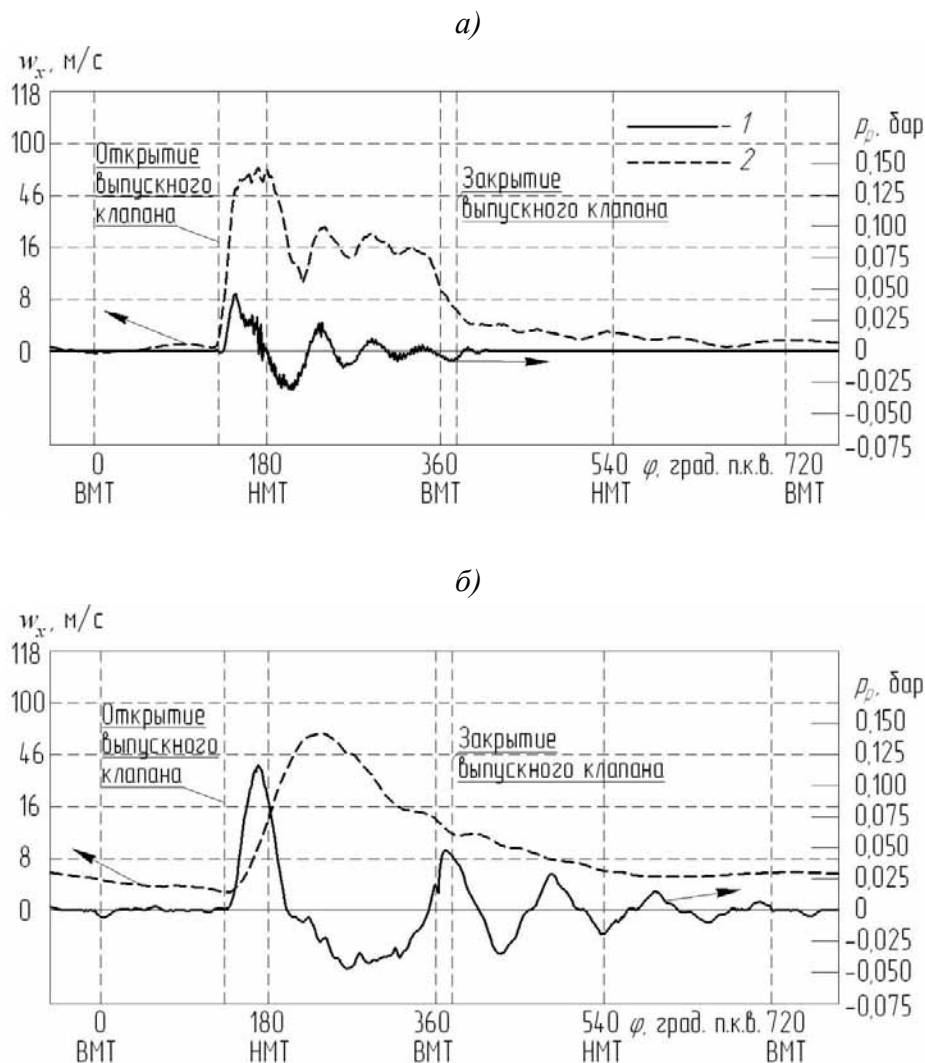 а)
wx, м/с
118
100
46
16
8
0
Открытие
выпускного
клапана
Закрытие
выпускного клапана
1
2
pр, бар
0,150
0,125
0,100
0,075
0,050
0,025
0
-0,025
-0,050
-0,075
0 180 360 540 φ, град. п.к.в. 720
ВМТ НМТ ВМТ НМТ ВМТ
б)
wx, м/с
118
100
46
16
8
0
Открытие
выпускного
клапана
Закрытие
выпускного клапана
pр, бар
0,150
0,125
0,100
0,075
0,050
0,025
0
-0,025
-0,050
-0,075
0 180 360 540 φ, град. п.к.в. 720
ВМТ НМТ ВМТ НМТ ВМТ